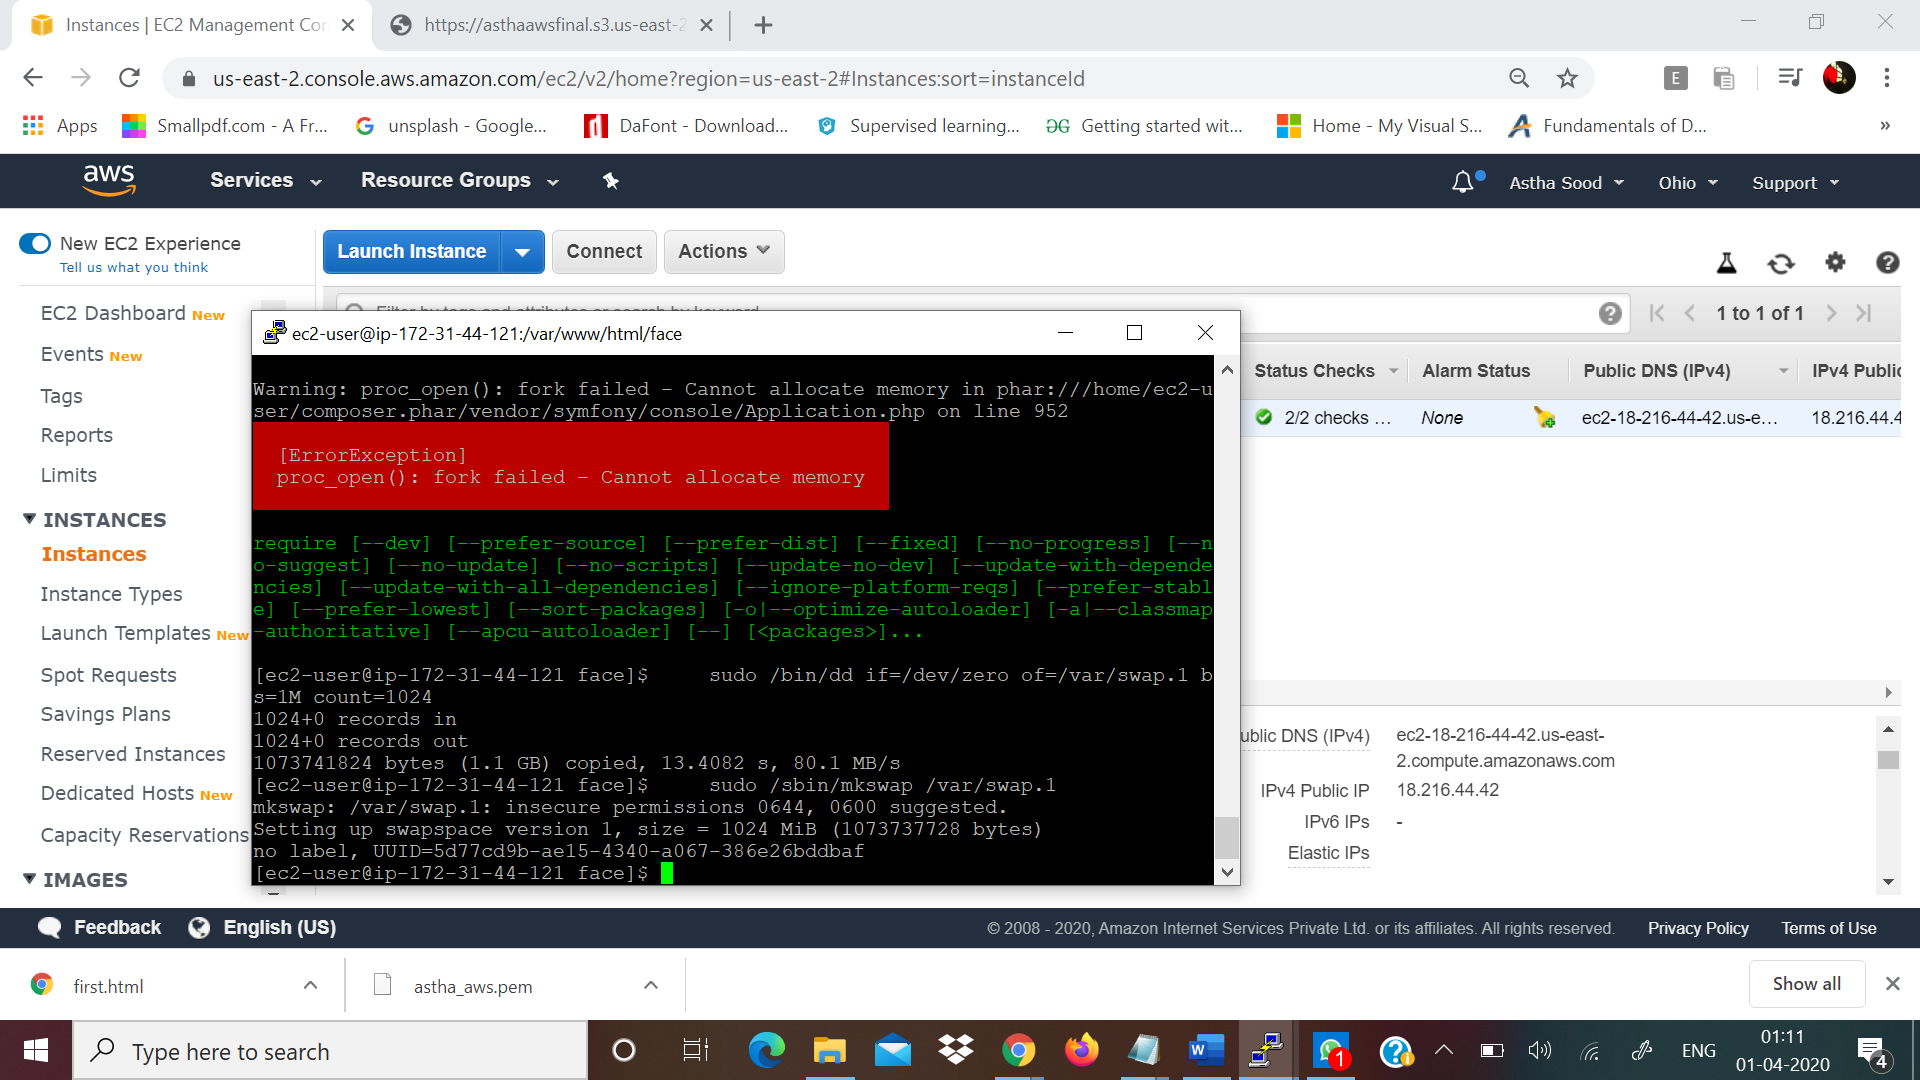 Instances | EC2 Management Con
https://asthaawsfinal.s3.us-east-2
us-east-2.console.aws.amazon.com/ec2/v2/home?region=us-east-2#Instances:sort=instanceId
E
Apps
Smallpdf.com - A Fr...
unsplash - Google...
DaFont - Download...
Supervised learning...
Getting started wit...
Home - My Visual S...
Fundamentals of D...
»
aws
Services
Resource Groups
Astha Sood
Ohio
Support
New EC2 Experience
Tell us what you think
Launch Instance
Connect
Actions
EC2 Dashboard New
Events New
Tags
Reports
Limits
INSTANCES
Instances
Instance Types
Launch Templates New
Spot Requests
Savings Plans
Reserved Instances
Dedicated Hosts New
Capacity Reservations
IMAGES
Filter by tags and attributes or search by keyword
1 to 1 of 1
Status Checks
Alarm Status
Public DNS (IPv4)
IPv4 Public
2/2 checks ...
None
ec2-18-216-44-42.us-e...
18.216.44.4
ec2-user@ip-172-31-44-121:/var/www/html/face
Warning: proc_open(): fork failed - Cannot allocate memory in phar:///home/ec2-u
ser/composer.phar/vendor/symfony/console/Application.php on line 952
[ErrorException]
proc_open(): fork failed - Cannot allocate memory
require [--dev] [--prefer-source] [--prefer-dist] [--fixed] [--no-progress] [--n
o-suggest] [--no-update] [--no-scripts] [--update-no-dev] [--update-with-depende
ncies] [--update-with-all-dependencies] [--ignore-platform-reqs] [--prefer-stabl
e] [--prefer-lowest] [--sort-packages] [-o|--optimize-autoloader] [-a|--classmap
-authoritative] [--apcu-autoloader] [--] [<packages>]...
[ec2-user@ip-172-31-44-121 face]$ sudo /bin/dd if=/dev/zero of=/var/swap.1 b
s=1M count=1024
1024+0 records in
1024+0 records out
1073741824 bytes (1.1 GB) copied, 13.4082 s, 80.1 MB/s
[ec2-user@ip-172-31-44-121 face]$ sudo /sbin/mkswap /var/swap.1
mkswap: /var/swap.1: insecure permissions 0644, 0600 suggested.
Setting up swapspace version 1, size = 1024 MiB (1073737728 bytes)
no label, UUID=5d77cd9b-ae15-4340-a067-386e26bddbaf
[ec2-user@ip-172-31-44-121 face]$
ublic DNS (IPv4)
ec2-18-216-44-42.us-east-
2.compute.amazonaws.com
IPv4 Public IP
18.216.44.42
IPv6 IPs
-
Elastic IPs
Feedback
English (US)
© 2008 - 2020, Amazon Internet Services Private Ltd. or its affiliates. All rights reserved.
Privacy Policy
Terms of Use
first.html
astha_aws.pem
Show all
Type here to search
1
ENG
01:11
01-04-2020
4